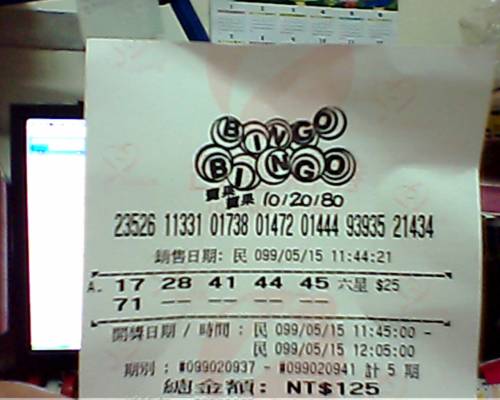 BINGO
BINGO
賓果
賓果 10/20/80
23526 11331 01738 01472 01444 93935 21434
銷售日期: 民 099/05/15 11:44:21
A. 17 28 41 44 45 六星 $25
71 -- -- -- --
開獎日期 / 時間 : 民 099/05/15 11:45:00 -
民 099/05/15 12:05:00
期別 : #099020937 - #099020941 計 5 期
總金額: NT$125